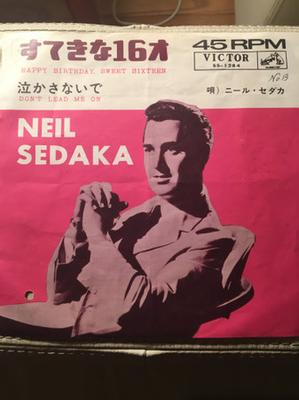 すてきな16才
HAPPY BIRTHDAY, SWEET SIXTEEN
泣かさないで
DON'T LEAD ME ON
45 RPM
VICTOR
SS-1284
No13
唄) ニール・セダカ
NEIL
SEDAKA